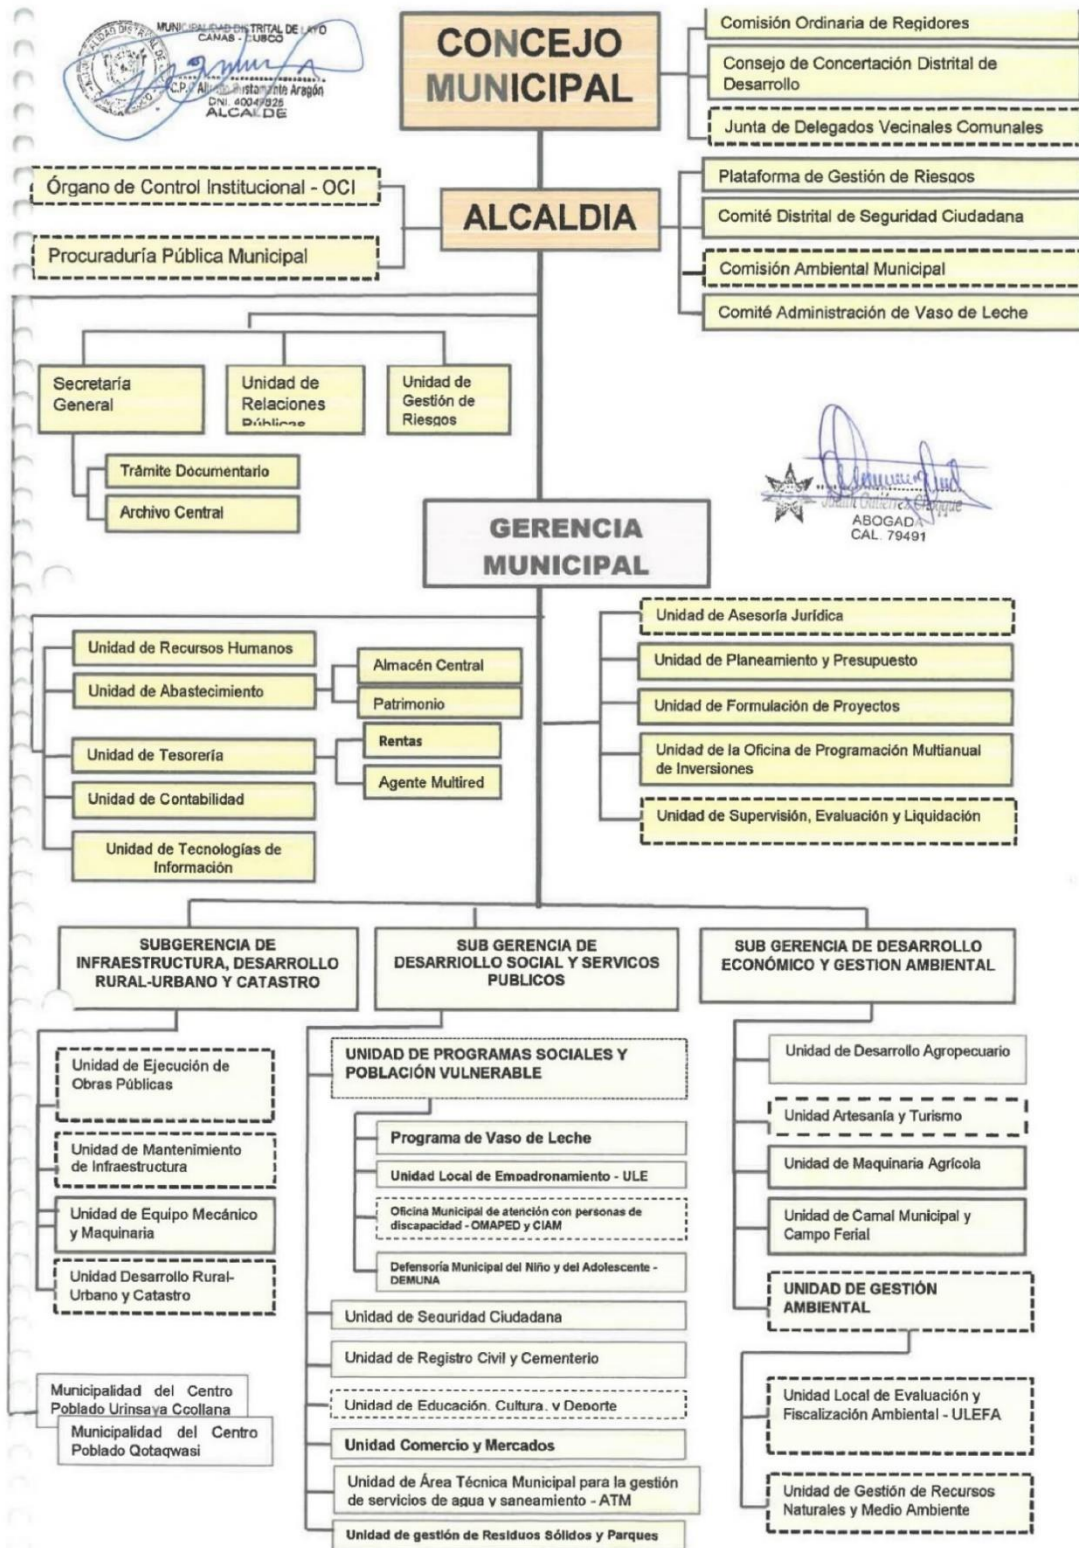 MUNICIPALIDAD DISTRITAL DE LAYO
CANAS - CUSCO
Aragón
DNI.
ALCALDE
CONCEJO
MUNICIPAL
Comisión Ordinaria de Regidores
Consejo de Concertación Distrital de
Desarrollo
Junta de Delegados Vecinales Comunales
Órgano de Control Institucional - OCI
Procuraduría Pública Municipal
ALCALDIA
Plataforma de Gestión de Riesgos
Comité Distrital de Seguridad Ciudadana
Comisión Ambiental Municipal
Comité Administración de Vaso de Leche
Secretaría
General
Unidad de
Relaciones
Públicas
Unidad de
Gestión de
Riesgos
Trámite Documentario
Archivo Central
ABOGADA
CAL. 79491
GERENCIA
MUNICIPAL
Unidad de Recursos Humanos
Unidad de Abastecimiento
Almacén Central
Patrimonio
Unidad de Tesorería
Rentas
Agente Multired
Unidad de Contabilidad
Unidad de Tecnologías de
Información
Unidad de Asesoría Jurídica
Unidad de Planeamiento y Presupuesto
Unidad de Formulación de Proyectos
Unidad de la Oficina de Programación Multianual
de Inversiones
Unidad de Supervisión, Evaluación y Liquidación
SUBGERENCIA DE
INFRAESTRUCTURA, DESARROLLO
RURAL-URBANO Y CATASTRO
Unidad de Ejecución de
Obras Públicas
Unidad de Mantenimiento
de Infraestructura
Unidad de Equipo Mecánico
y Maquinaria
Unidad Desarrollo Rural-
Urbano y Catastro
SUB GERENCIA DE
DESARRIOLLO SOCIAL Y SERVICOS
PUBLICOS
UNIDAD DE PROGRAMAS SOCIALES Y
POBLACIÓN VULNERABLE
Programa de Vaso de Leche
Unidad Local de Empadronamiento - ULE
Oficina Municipal de atención con personas de
discapacidad - OMAPED y CIAM
Defensoría Municipal del Niño y del Adolescente -
DEMUNA
Unidad de Seguridad Ciudadana
Unidad de Registro Civil y Cementerio
Unidad de Educación, Cultura, y Deporte
Unidad Comercio y Mercados
Unidad de Área Técnica Municipal para la gestión
de servicios de agua y saneamiento - ATM
Unidad de gestión de Residuos Sólidos y Parques
SUB GERENCIA DE DESARROLLO
ECONÓMICO Y GESTION AMBIENTAL
Unidad de Desarrollo Agropecuario
Unidad Artesanía y Turismo
Unidad de Maquinaria Agrícola
Unidad de Camal Municipal y
Campo Ferial
UNIDAD DE GESTIÓN
AMBIENTAL
Unidad Local de Evaluación y
Fiscalización Ambiental - ULEFA
Unidad de Gestión de Recursos
Naturales y Medio Ambiente
Municipalidad del Centro
Poblado Urinsaya Ccollana
Municipalidad del Centro
Poblado Qotaqwasi